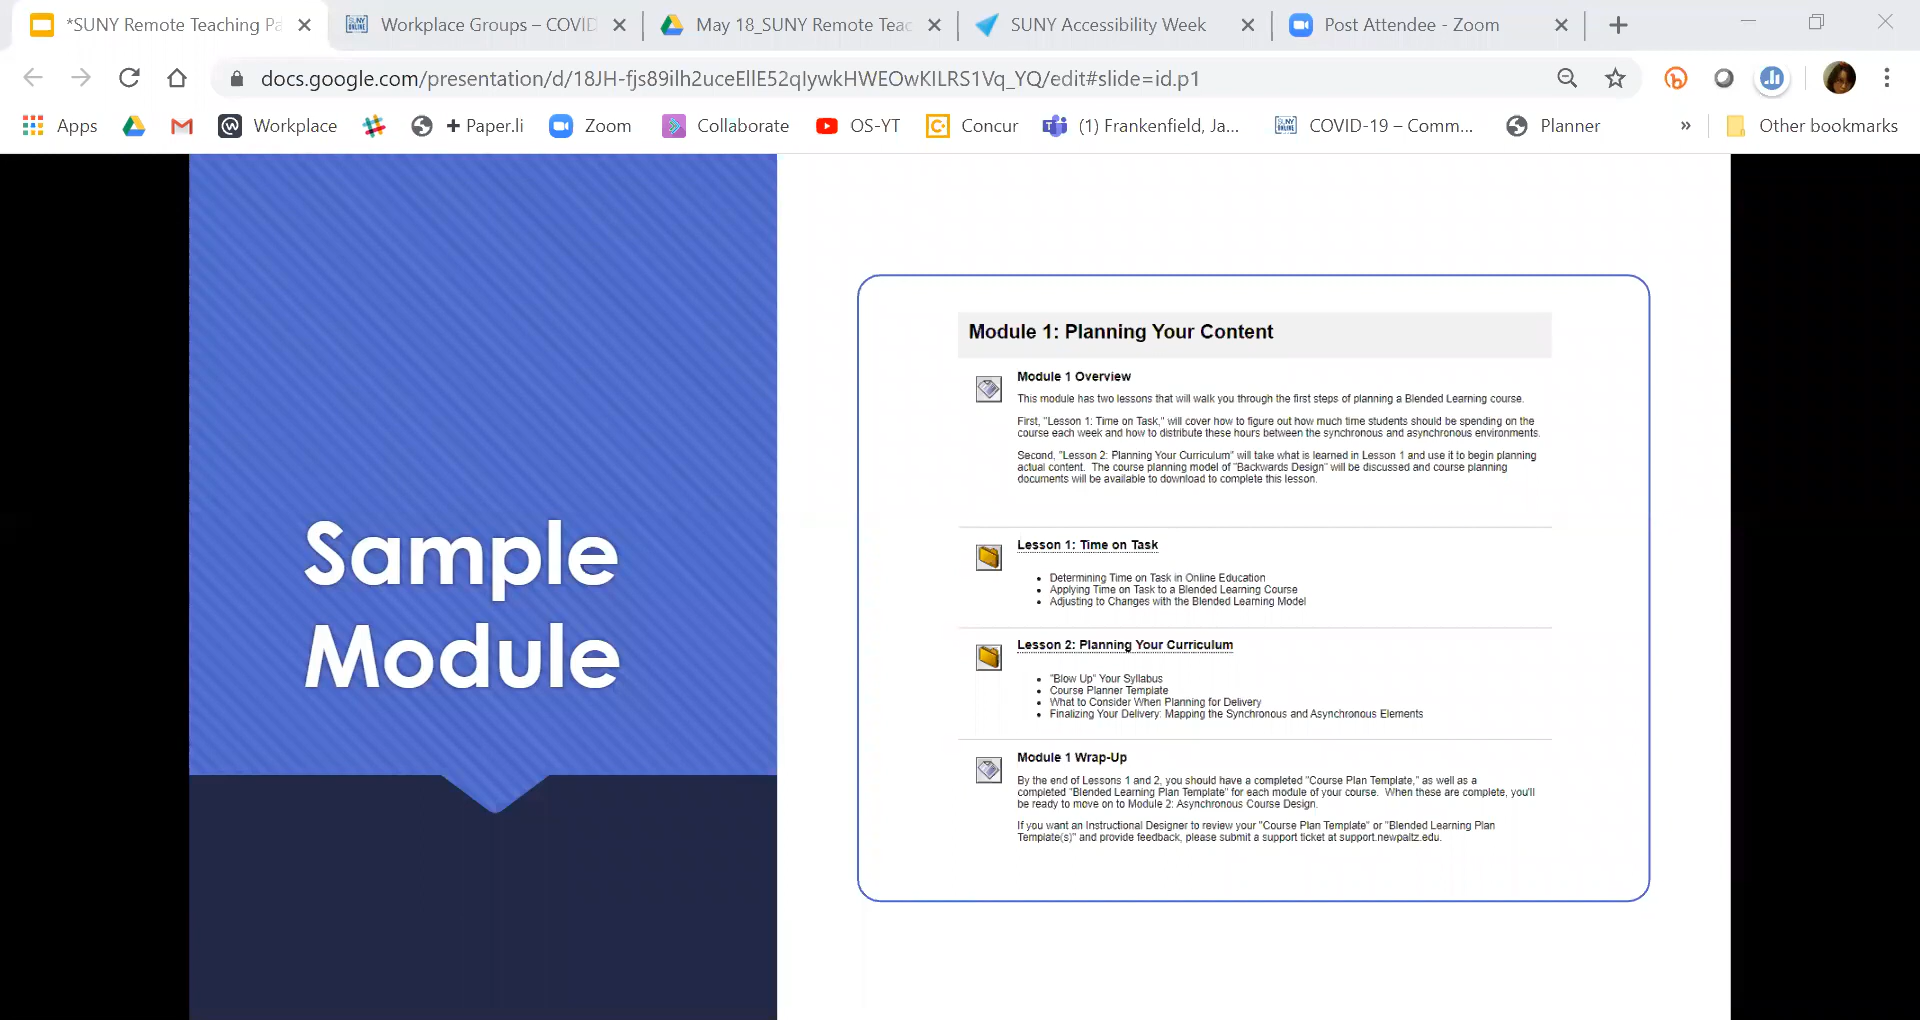 *SUNY Remote Teaching Pa
Workplace Groups – COVID
May 18_SUNY Remote Teac
SUNY Accessibility Week
Post Attendee - Zoom
docs.google.com/presentation/d/18JH-fjs89ilh2uceEllE52qIywkHWEOwKILRS1Vq_YQ/edit#slide=id.p1
Apps
Workplace
+ Paper.li
Zoom
Collaborate
OS-YT
Concur
(1) Frankenfield, Ja...
COVID-19 – Comm...
Planner
»
Other bookmarks
Sample
Module
Module 1: Planning Your Content
Module 1 Overview
This module has two lessons that will walk you through the first steps of planning a Blended Learning course.
First, "Lesson 1: Time on Task," will cover how to figure out how much time students should be spending on the
course each week and how to distribute these hours between the synchronous and asynchronous environments.
Second, "Lesson 2: Planning Your Curriculum" will take what is learned in Lesson 1 and use it to begin planning
actual content. The course planning model of "Backwards Design" will be discussed and course planning
documents will be available to download to complete this lesson.
Lesson 1: Time on Task
• Determining Time on Task in Online Education
• Applying Time on Task to a Blended Learning Course
• Adjusting to Changes with the Blended Learning Model
Lesson 2: Planning Your Curriculum
• "Blow Up" Your Syllabus
• Course Planner Template
• What to Consider When Planning for Delivery
• Finalizing Your Delivery: Mapping the Synchronous and Asynchronous Elements
Module 1 Wrap-Up
By the end of Lessons 1 and 2, you should have a completed "Course Plan Template," as well as a
completed "Blended Learning Plan Template" for each module of your course. When these are complete, you'll
be ready to move on to Module 2: Asynchronous Course Design.
If you want an Instructional Designer to review your "Course Plan Template" or "Blended Learning Plan
Template(s)" and provide feedback, please submit a support ticket at support.newpaltz.edu.